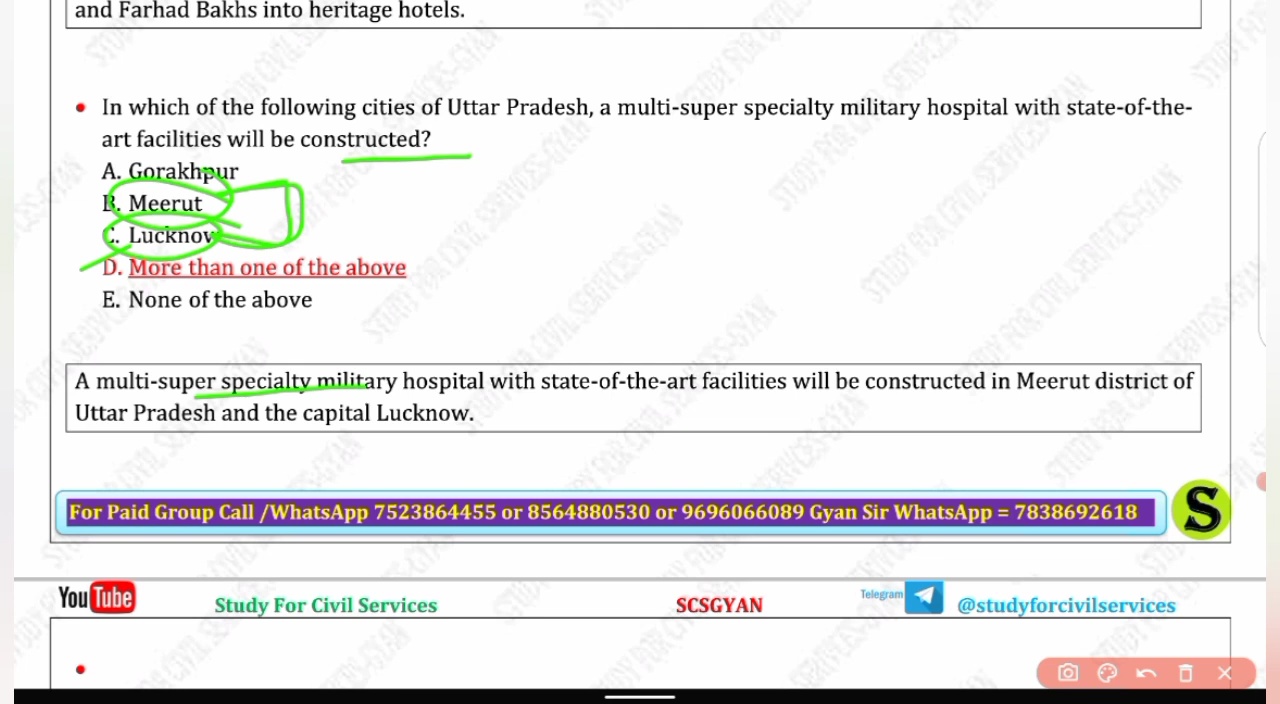 and Farhad Bakhs into heritage hotels.
• In which of the following cities of Uttar Pradesh, a multi-super specialty military hospital with state-of-the-
art facilities will be constructed?
A. Gorakhpur
B. Meerut
C. Lucknow
D. More than one of the above
E. None of the above
A multi-super specialty military hospital with state-of-the-art facilities will be constructed in Meerut district of
Uttar Pradesh and the capital Lucknow.
For Paid Group Call /WhatsApp 7523864455 or 8564880530 or 9696066089 Gyan Sir WhatsApp = 7838692618
S
YouTube Study For Civil Services SCSGYAN Telegram @studyforcivilservices
•